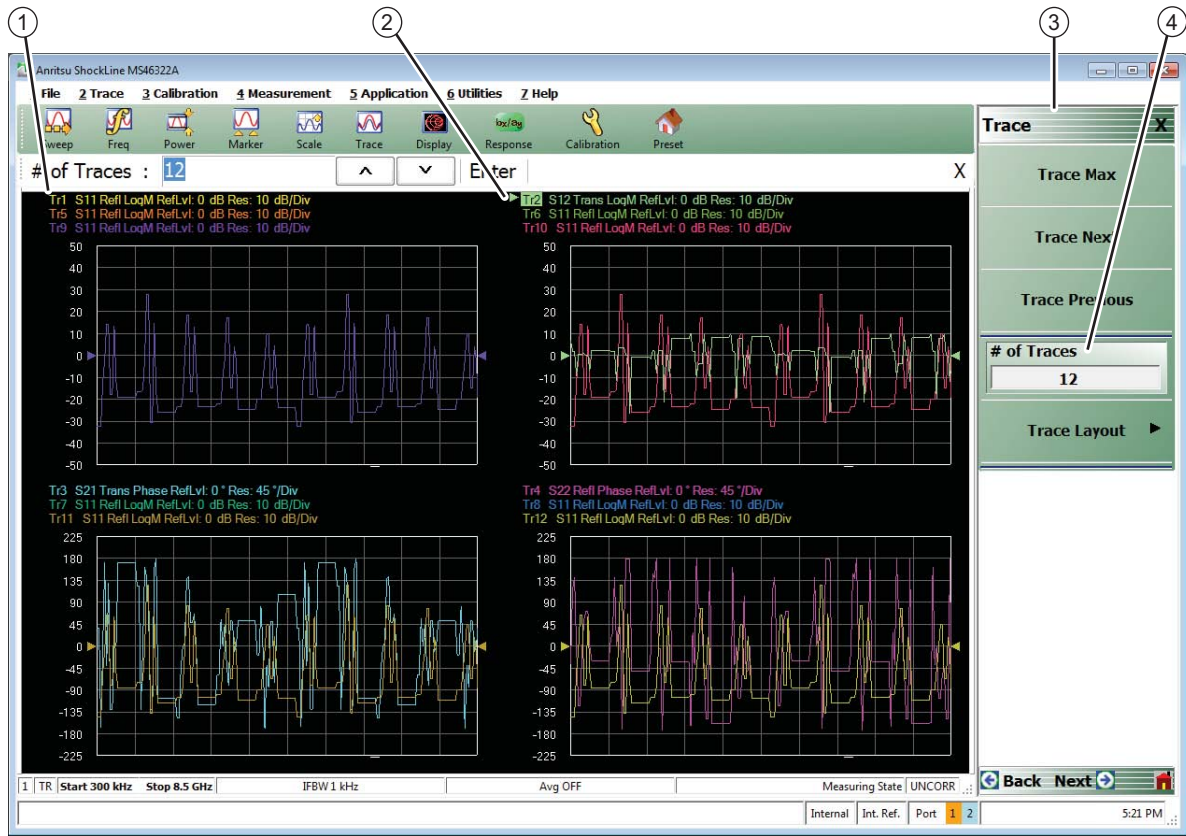 1 2 3 4
Anritsu ShockLine MS46322A
File 2 Trace 3 Calibration 4 Measurement 5 Application 6 Utilities 7 Help
Sweep Freq Power Marker Scale Trace Display bx/ay Response Calibration Preset
# of Traces : 12 Enter X
Trace X
Trace Max
Trace Next
Trace Previous
# of Traces
12
Trace Layout
Tr1 S11 Refl LogM RefLvl: 0 dB Res: 10 dB/Div
Tr5 S11 Refl LogM RefLvl: 0 dB Res: 10 dB/Div
Tr9 S11 Refl LogM RefLvl: 0 dB Res: 10 dB/Div
50
40
30
20
10
0
-10
-20
-30
-40
-50
Tr2 S12 Trans LogM RefLvl: 0 dB Res: 10 dB/Div
Tr6 S11 Refl LogM RefLvl: 0 dB Res: 10 dB/Div
Tr10 S11 Refl LogM RefLvl: 0 dB Res: 10 dB/Div
50
40
30
20
10
0
-10
-20
-30
-40
-50
Tr3 S21 Trans Phase RefLvl: 0 ° Res: 45 °/Div
Tr7 S11 Refl LogM RefLvl: 0 dB Res: 10 dB/Div
Tr11 S11 Refl LogM RefLvl: 0 dB Res: 10 dB/Div
225
180
135
90
45
0
-45
-90
-135
-180
-225
Tr4 S22 Refl Phase RefLvl: 0 ° Res: 45 °/Div
Tr8 S11 Refl LogM RefLvl: 0 dB Res: 10 dB/Div
Tr12 S11 Refl LogM RefLvl: 0 dB Res: 10 dB/Div
225
180
135
90
45
0
-45
-90
-135
-180
-225
1 TR Start 300 kHz Stop 8.5 GHz IFBW 1 kHz Avg OFF Measuring State UNCORR
Back Next
Internal Int. Ref. Port 1 2 5:21 PM